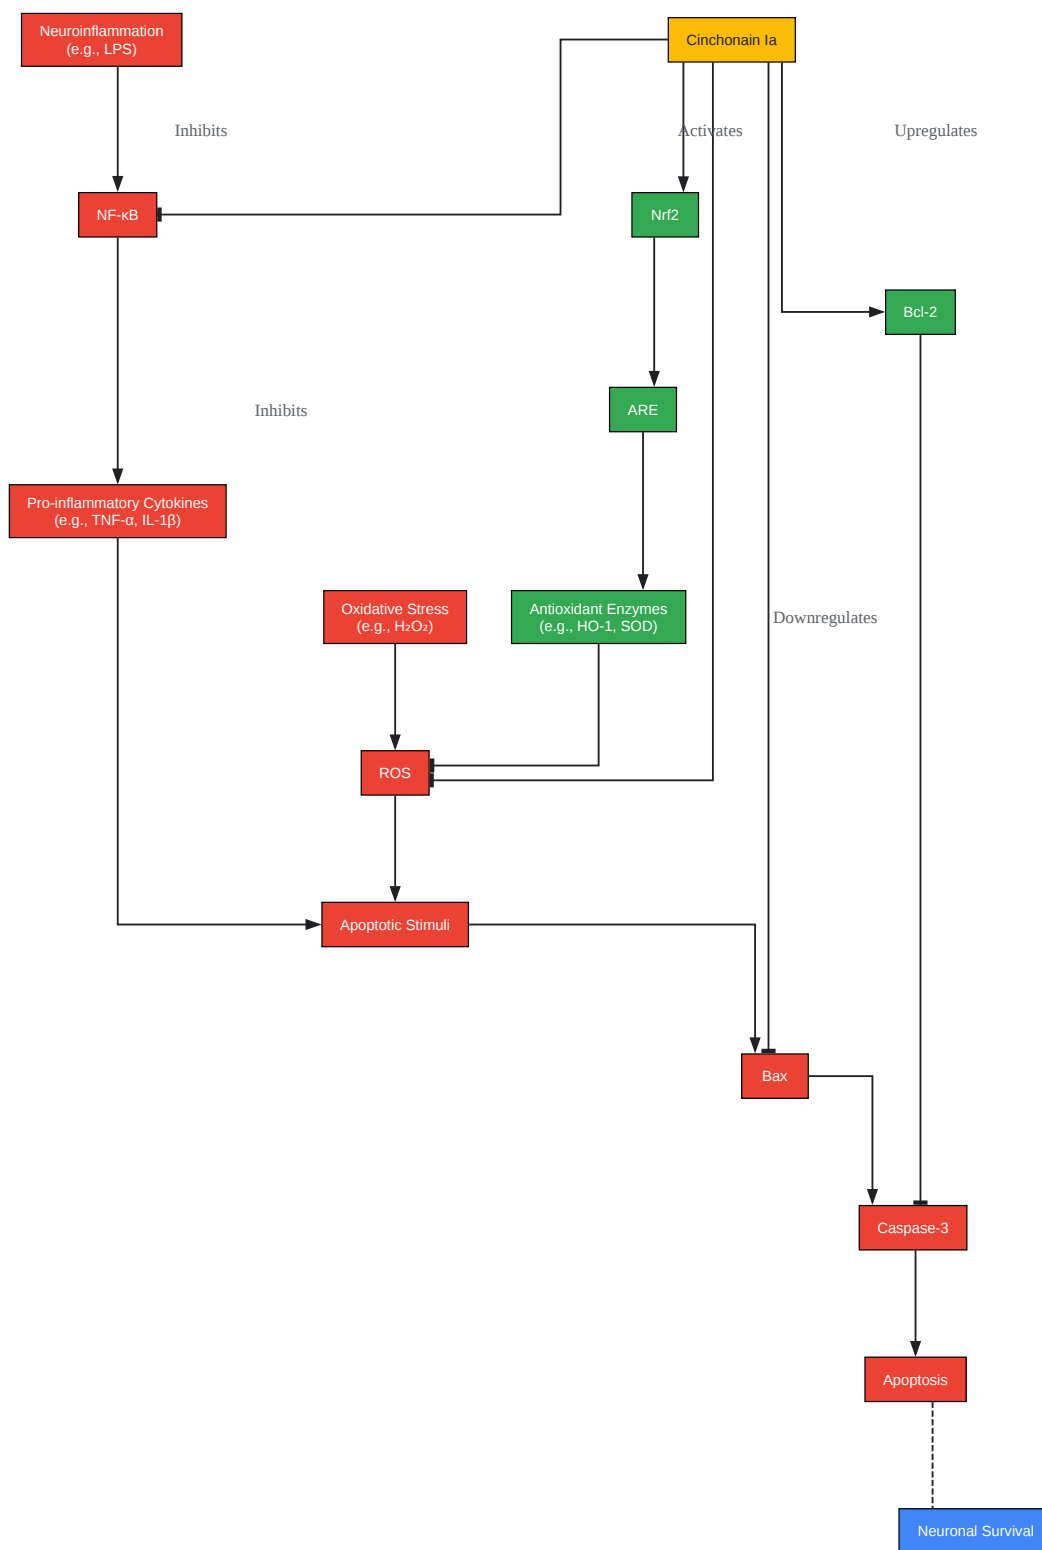 Neuroinflammation
(e.g., LPS)
Cinchonain Ia
Inhibits
Activates
Upregulates
NF-κB
Nrf2
Bcl-2
ARE
Inhibits
Pro-inflammatory Cytokines
(e.g., TNF-α, IL-1β)
Oxidative Stress
(e.g., H₂O₂)
Antioxidant Enzymes
(e.g., HO-1, SOD)
Downregulates
ROS
Apoptotic Stimuli
Bax
Caspase-3
Apoptosis
Neuronal Survival